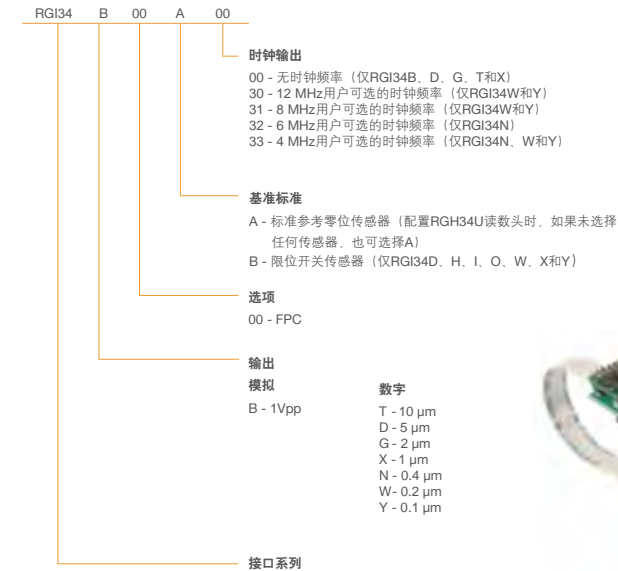 RGI34 B 00 A 00
时钟输出
00 - 无时钟频率（仅RGI34B、D、G、T和X）
30 - 12 MHz用户可选的时钟频率（仅RGI34W和Y）
31 - 8 MHz用户可选的时钟频率（仅RGI34W和Y）
32 - 6 MHz用户可选的时钟频率（仅RGI34N）
33 - 4 MHz用户可选的时钟频率（仅RGI34N、W和Y）
基准标准
A - 标准参考零位传感器（配置RGH34U读数头时，如果未选择
任何传感器，也可选择A）
B - 限位开关传感器（仅RGI34D、H、I、O、W、X和Y）
选项
00 - FPC
输出
模拟
B - 1Vpp
数字
T - 10 µm
D - 5 µm
G - 2 µm
X - 1 µm
N - 0.4 µm
W- 0.2 µm
Y - 0.1 µm
接口系列